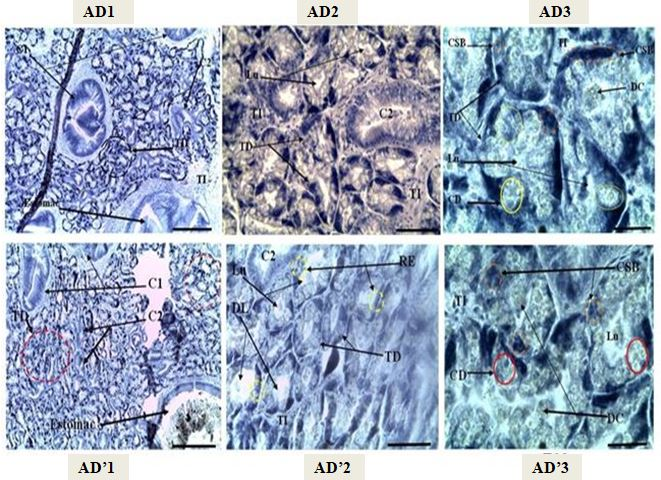 AD1 AD2 AD3
C1 C2 TD TI Estomac
Lu TI TD C2 TI
CSB TI CSB DC TD Lu CD
C1 C2 TD Estomac
C2 RE Lu DL TD TI
CSB TI Lu CD DC
AD'1 AD'2 AD'3